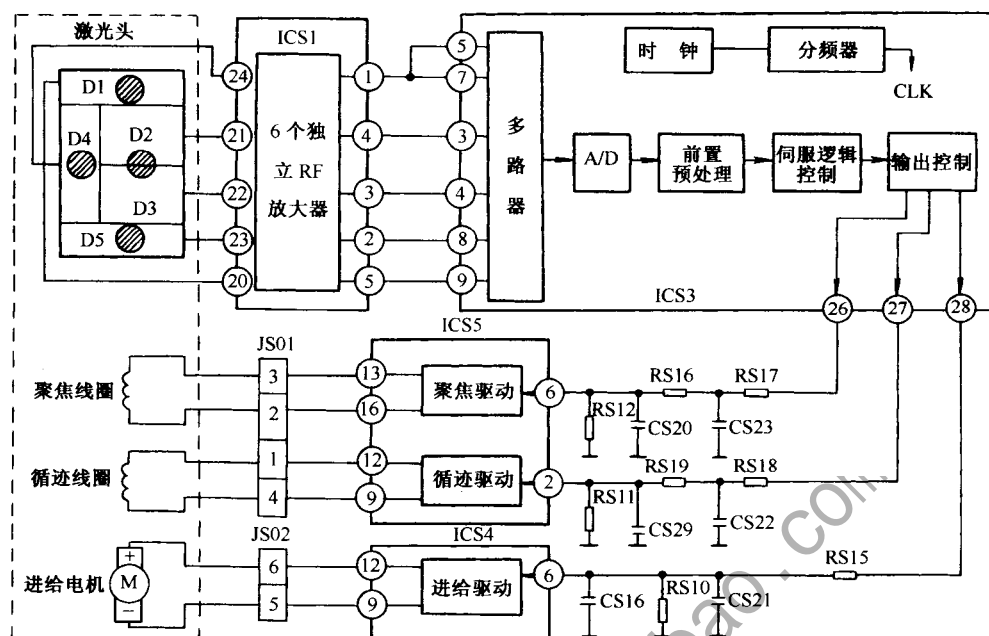 激光头
ICS1
时 钟
分频器
CLK
D1
D4
D2
D3
D5
24
21
22
23
20
6 个独
立 RF
放大器
1
4
3
2
5
5
7
3
4
8
9
多
路
器
A/D
前置
预处理
伺服逻辑
控制
输出控制
ICS3
26
27
28
ICS5
JS01
聚焦线圈
3
2
1
4
13
16
聚焦驱动
6
RS16
RS17
RS12
CS20
CS23
循迹线圈
12
9
循迹驱动
2
RS19
RS18
RS11
CS29
CS22
JS02
ICS4
进给电机
+
M
−
6
5
12
9
进给驱动
6
RS15
CS16
RS10
CS21
bao.com